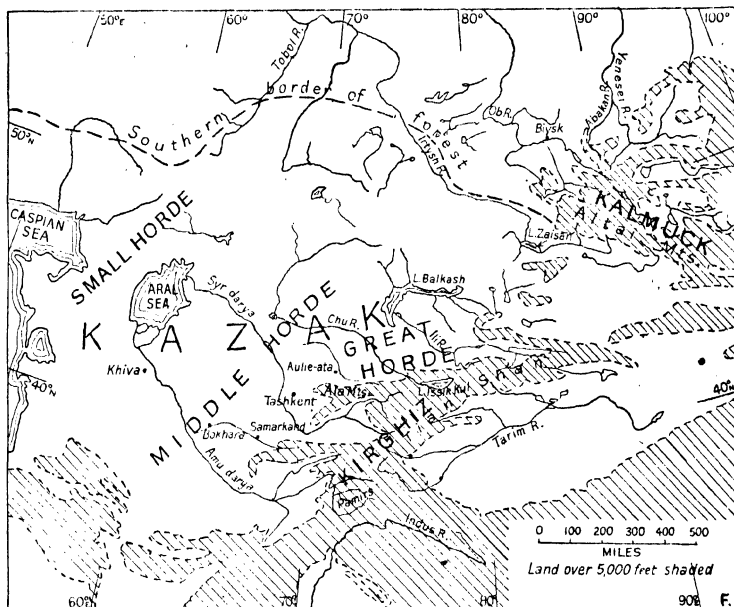 50°E
60°
70°
80°
90°
100°
Tobol R.
Southern border of forest
Irtysh R.
Ob R.
Biysk
Abakan R.
Yenesei R.
50°N
CASPIAN SEA
SMALL HORDE
KALMUCK
Altai Mts.
L. Zaisan
ARAL SEA
Syr darya
L. Balkash
KAZAK
MIDDLE HORDE
Chu R.
GREAT HORDE
Ili R.
Khiva
Aulie-ata
40°N
Tashkent
Ala Mts.
L. Issik Kul
Tien shan
40°N
Bokhara
Samarkand
KIRGHIZ
Tarim R.
Amu darya
Pamirs
Indus R.
0 100 200 300 400 500
MILES
Land over 5,000 feet shaded
60°E
70°
80°
90°E
F.